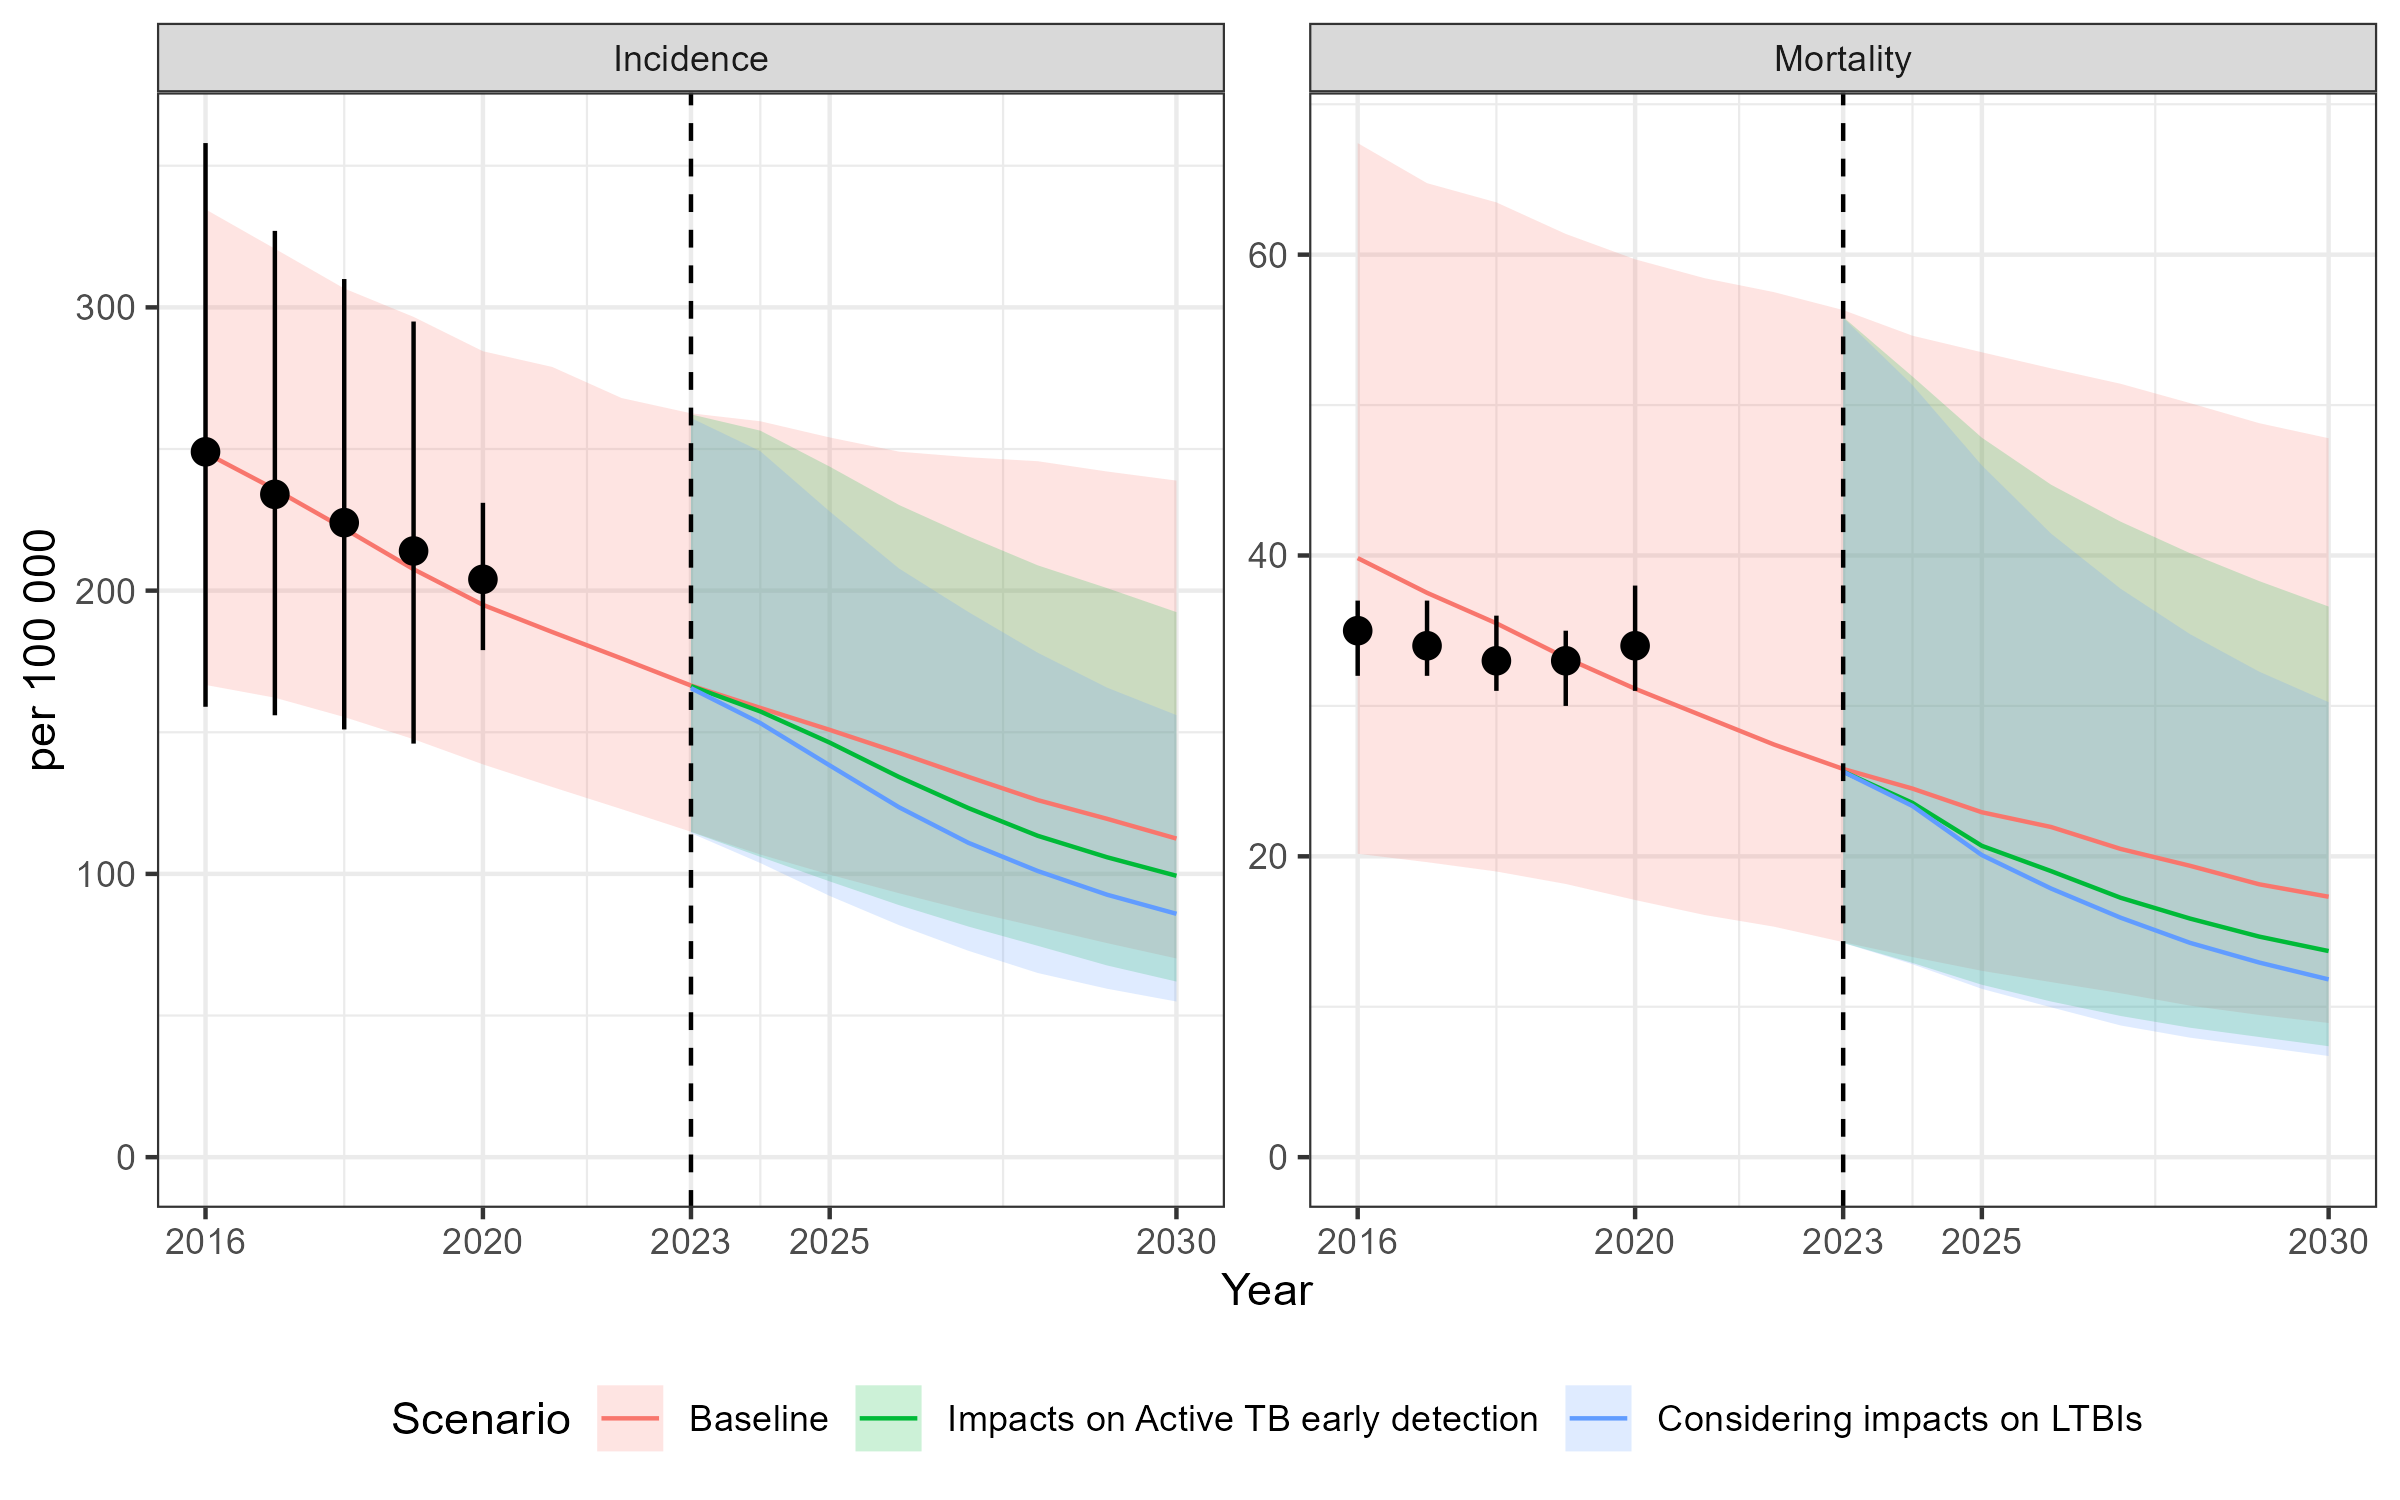 Incidence
Mortality
per 100 000
300
200
100
0
60
40
20
0
2016 2020 2023 2025 2030
2016 2020 2023 2025 2030
Year
Scenario Baseline Impacts on Active TB early detection Considering impacts on LTBIs